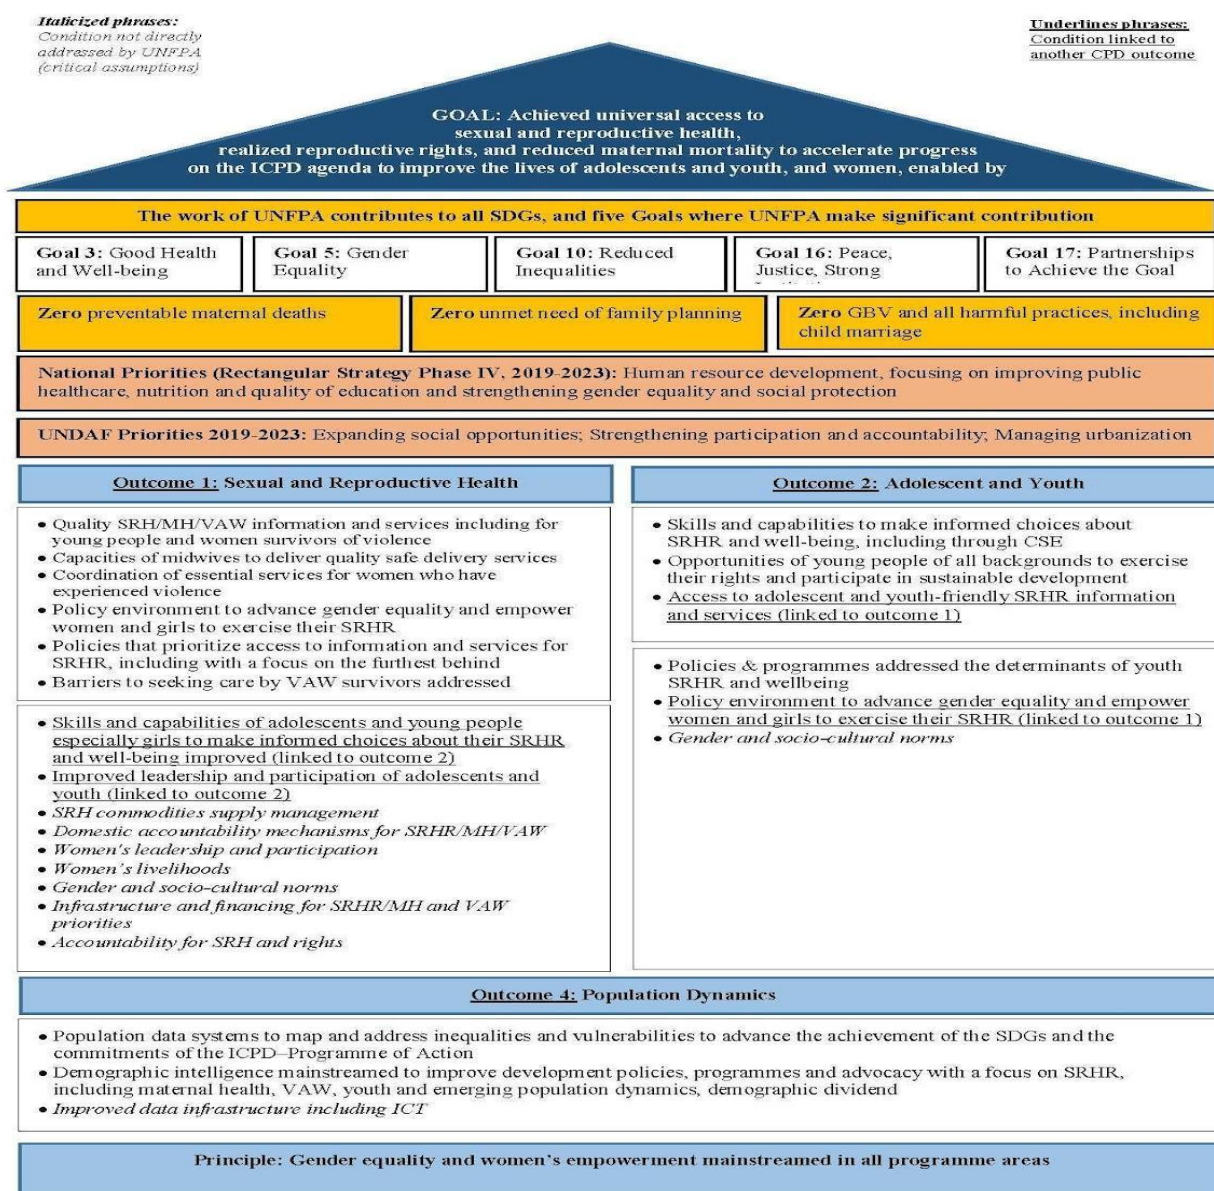 Italicized phrases:
Condition not directly
addressed by UNFPA
(critical assumptions)
Underlines phrases:
Condition linked to
another CPD outcome
GOAL: Achieved universal access to
sexual and reproductive health,
realized reproductive rights, and reduced maternal mortality to accelerate progress
on the ICPD agenda to improve the lives of adolescents and youth, and women, enabled by
The work of UNFPA contributes to all SDGs, and five Goals where UNFPA make significant contribution
Goal 3: Good Health
and Well-being
Goal 5: Gender
Equality
Goal 10: Reduced
Inequalities
Goal 16: Peace,
Justice, Strong
Goal 17: Partnerships
to Achieve the Goal
Zero preventable maternal deaths
Zero unmet need of family planning
Zero GBV and all harmful practices, including
child marriage
National Priorities (Rectangular Strategy Phase IV, 2019-2023): Human resource development, focusing on improving public
healthcare, nutrition and quality of education and strengthening gender equality and social protection
UNDAF Priorities 2019-2023: Expanding social opportunities; Strengthening participation and accountability; Managing urbanization
Outcome 1: Sexual and Reproductive Health
• Quality SRH/MH/VAW information and services including for
young people and women survivors of violence
• Capacities of midwives to deliver quality safe delivery services
• Coordination of essential services for women who have
experienced violence
• Policy environment to advance gender equality and empower
women and girls to exercise their SRHR
• Policies that prioritize access to information and services for
SRHR, including with a focus on the furthest behind
• Barriers to seeking care by VAW survivors addressed
• Skills and capabilities of adolescents and young people
especially girls to make informed choices about their SRHR
and well-being improved (linked to outcome 2)
• Improved leadership and participation of adolescents and
youth (linked to outcome 2)
• SRH commodities supply management
• Domestic accountability mechanisms for SRHR/MH/VAW
• Women's leadership and participation
• Women's livelihoods
• Gender and socio-cultural norms
• Infrastructure and financing for SRHR/MH and VAW
priorities
• Accountability for SRH and rights
Outcome 2: Adolescent and Youth
• Skills and capabilities to make informed choices about
SRHR and well-being, including through CSE
• Opportunities of young people of all backgrounds to exercise
their rights and participate in sustainable development
• Access to adolescent and youth-friendly SRHR information
and services (linked to outcome 1)
• Policies & programmes addressed the determinants of youth
SRHR and wellbeing
• Policy environment to advance gender equality and empower
women and girls to exercise their SRHR (linked to outcome 1)
• Gender and socio-cultural norms
Outcome 4: Population Dynamics
• Population data systems to map and address inequalities and vulnerabilities to advance the achievement of the SDGs and the
commitments of the ICPD–Programme of Action
• Demographic intelligence mainstreamed to improve development policies, programmes and advocacy with a focus on SRHR,
including maternal health, VAW, youth and emerging population dynamics, demographic dividend
• Improved data infrastructure including ICT
Principle: Gender equality and women's empowerment mainstreamed in all programme areas